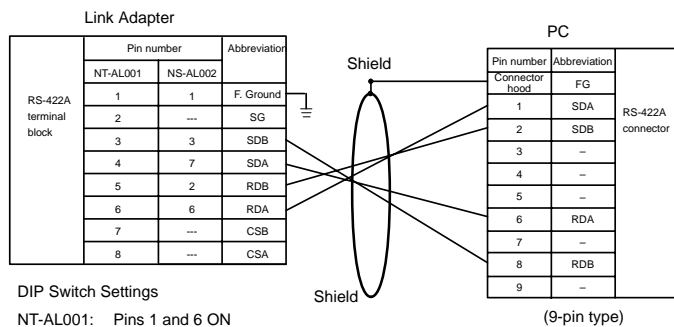 Link Adapter
Pin number Abbreviation
NT-AL001 NS-AL002
RS-422A terminal block
1 1 F. Ground
2 --- SG
3 3 SDB
4 7 SDA
5 2 RDB
6 6 RDA
7 --- CSB
8 --- CSA
Shield
Shield
PC
Pin number Abbreviation
Connector hood FG
1 SDA
2 SDB
3 –
4 –
5 –
6 RDA
7 –
8 RDB
9 –
RS-422A connector
(9-pin type)
DIP Switch Settings
NT-AL001: Pins 1 and 6 ON